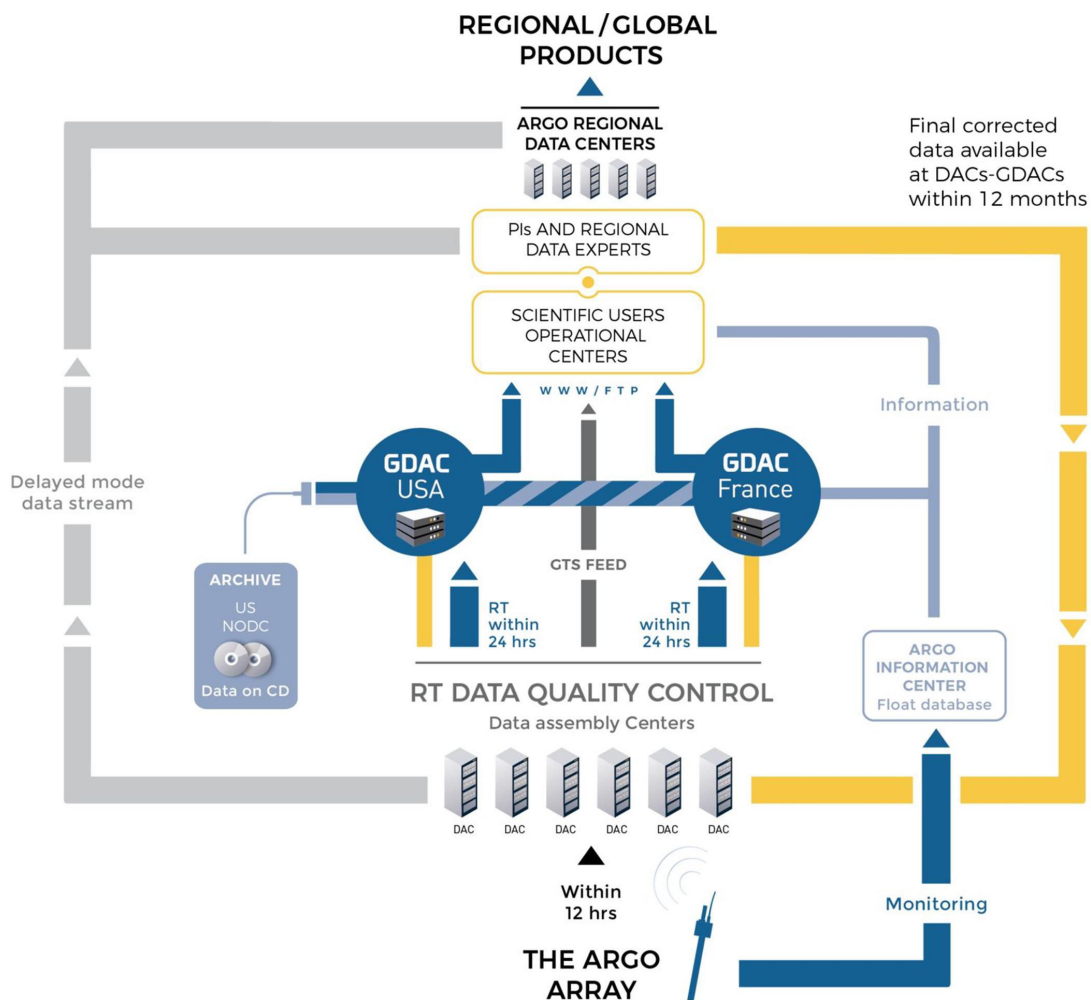 REGIONAL / GLOBAL
PRODUCTS
ARGO REGIONAL
DATA CENTERS
Final corrected
data available
at DACs-GDACs
within 12 months
PIs AND REGIONAL
DATA EXPERTS
SCIENTIFIC USERS
OPERATIONAL
CENTERS
WWW/FTP
Information
GDAC
USA
GDAC
France
Delayed mode
data stream
GTS FEED
ARCHIVE
US
NODC
Data on CD
RT
within
24 hrs
RT
within
24 hrs
ARGO
INFORMATION
CENTER
Float database
RT DATA QUALITY CONTROL
Data assembly Centers
DAC DAC DAC DAC DAC DAC
Within
12 hrs
Monitoring
THE ARGO
ARRAY